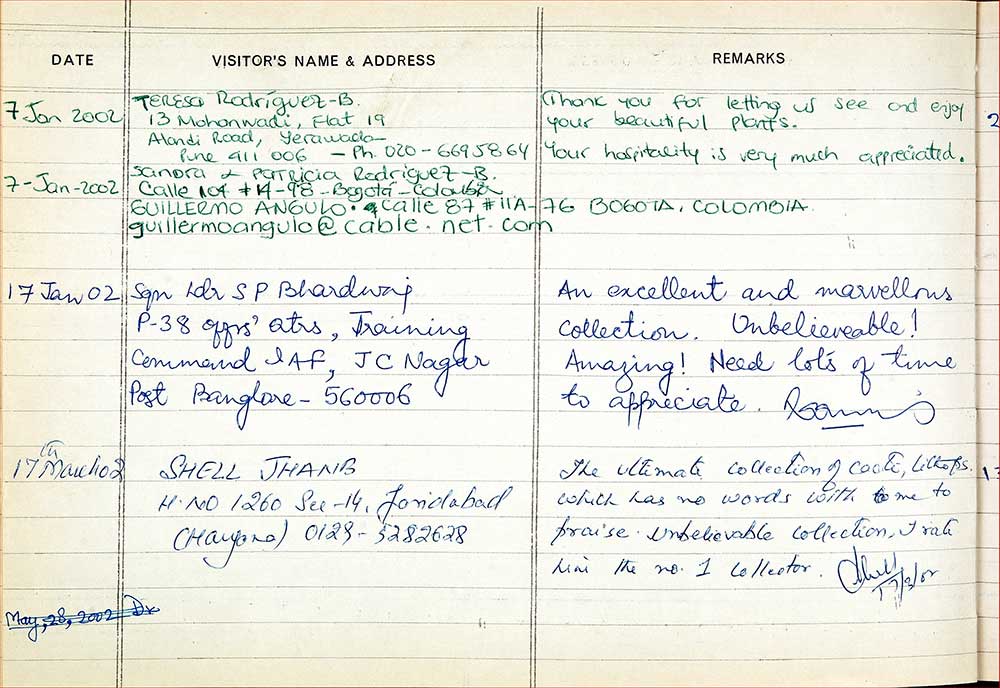 DATE VISITOR'S NAME & ADDRESS REMARKS
7 Jan 2002
TERESA Rodríguez-B.
13 Mohanwadi, Flat 19
Alandi Road, Yerawada
Pune 411 006 - Ph. 020-6695864
Thank you for letting us see and enjoy
your beautiful plants.
Your hospitality is very much appreciated.
7-Jan-2002
Sandra & PATRICIA Rodríguez-B.
Calle 104 #14-98-Bogotá-Colombia
GUILLERMO ANGULO. Calle 87 #11A-76 BOGOTA, COLOMBIA
guillermoangulo@cable.net.com
17 Jan 02
Sqn Ldr S P Bhardwaj
P-38 offrs' qtrs, Training
Command IAF, JC Nagar
Post Banglore-560006
An excellent and marvellous
collection. Unbelieveable!
Amazing! Need lots of time
to appreciate.
17th March 02
SHELL JHANB
H.NO 1260 Sec-14, Faridabad
(Haryana) 0129-5282628
The ultimate collection of cacti, lithops.
which has no words with me to
praise. Unbelievable collection, I rate
him the no. 1 collector.
17/3/02
May, 28, 2002 Dr